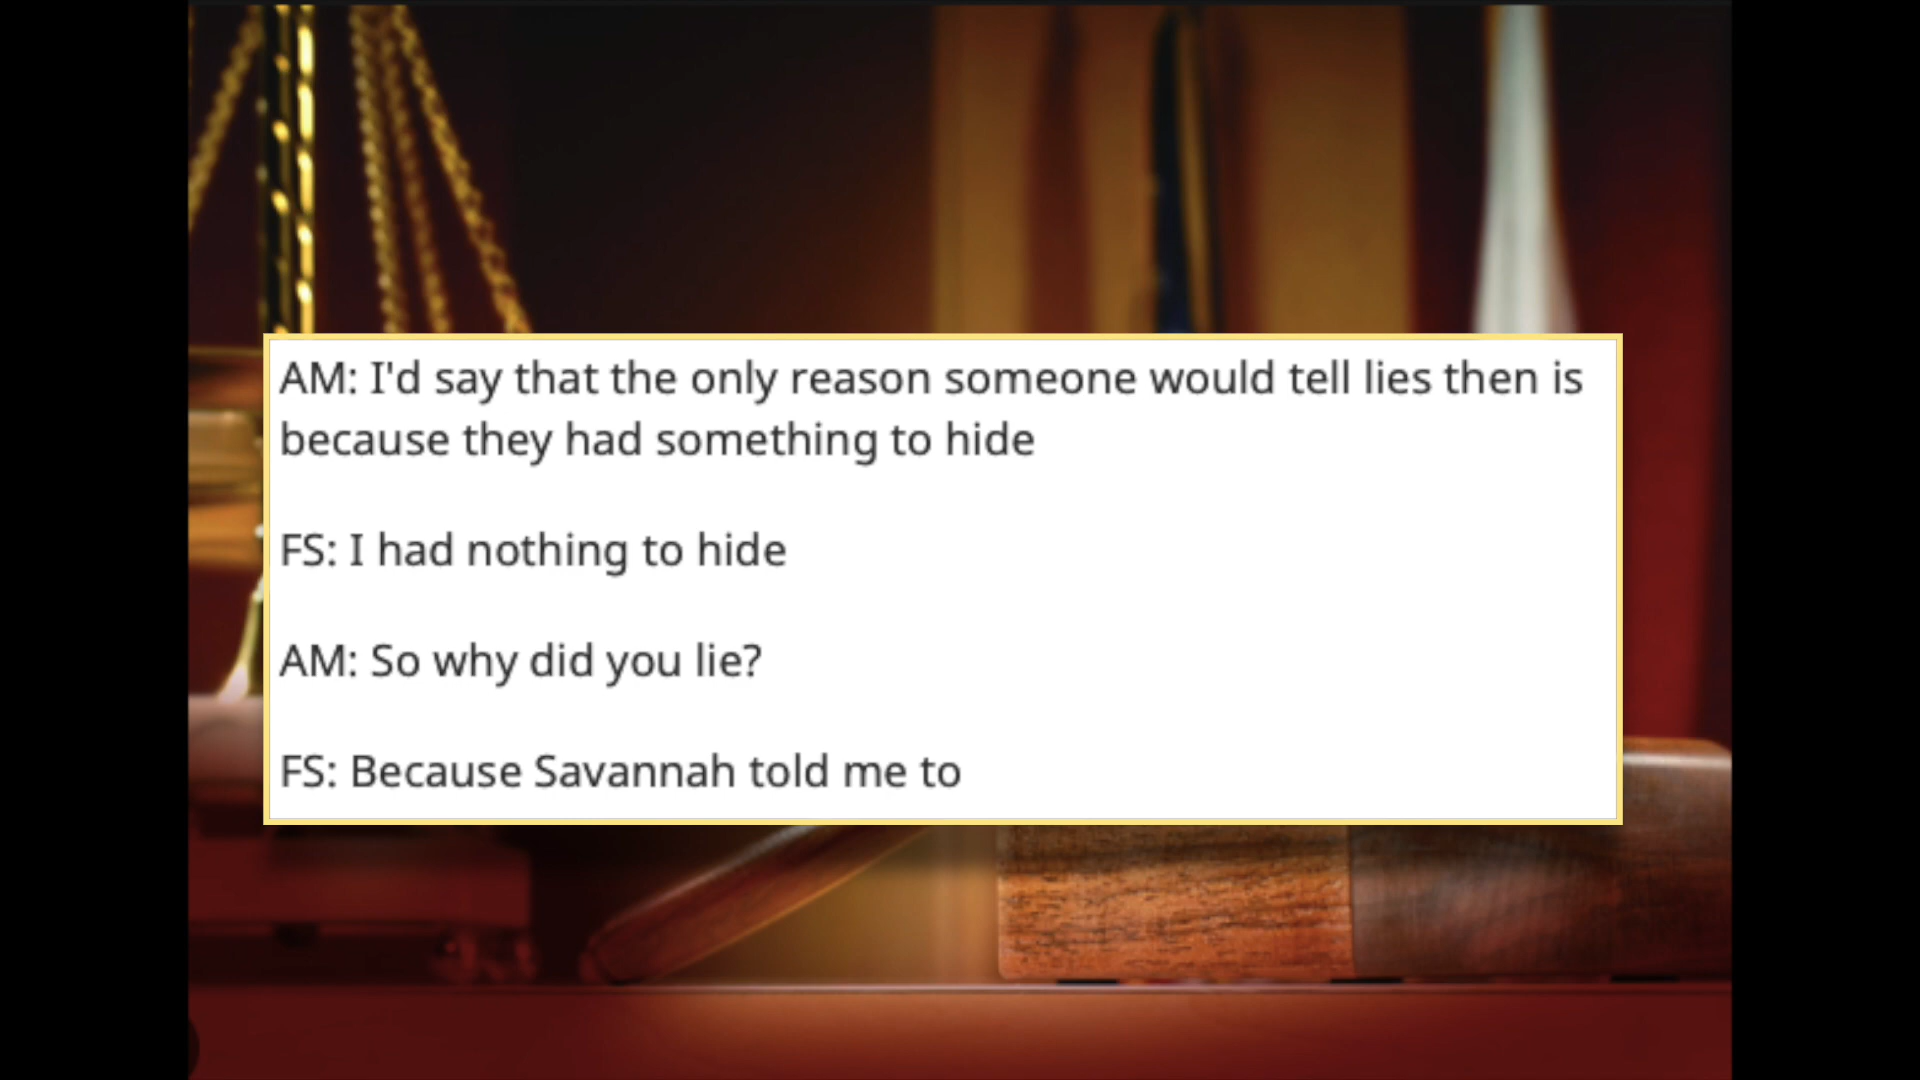 AM: I'd say that the only reason someone would tell lies then is
because they had something to hide
FS: I had nothing to hide
AM: So why did you lie?
FS: Because Savannah told me to